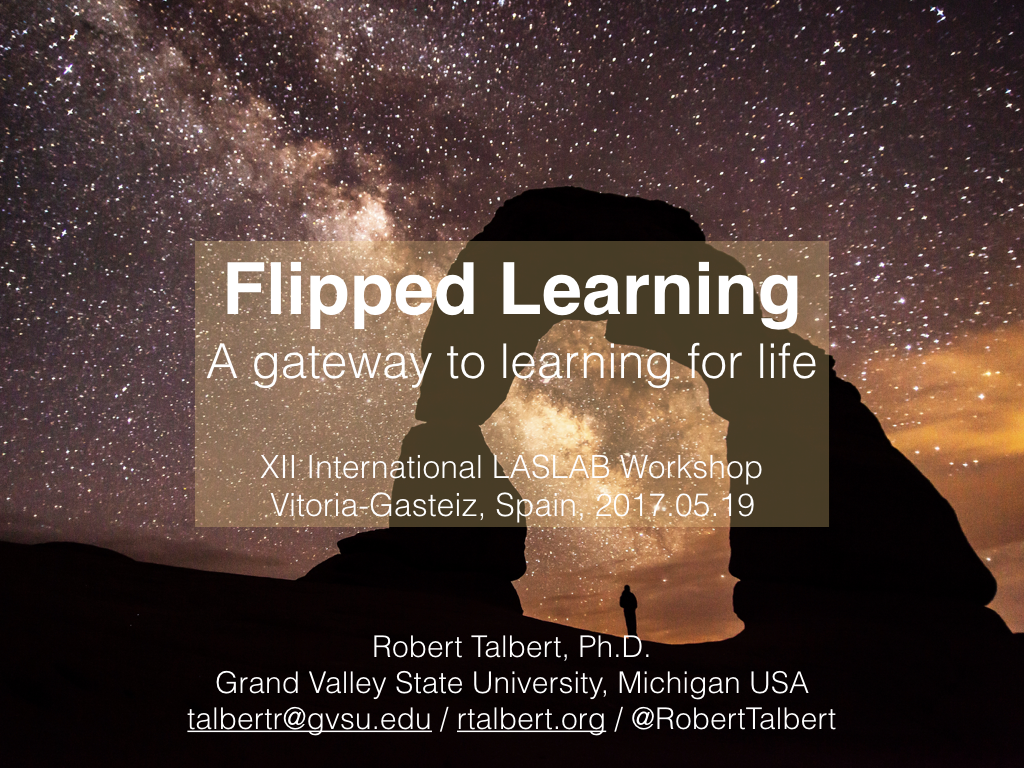 Flipped Learning
A gateway to learning for life
XII International LASLAB Workshop
Vitoria-Gasteiz, Spain, 2017.05.19
Robert Talbert, Ph.D.
Grand Valley State University, Michigan USA
talbertr@gvsu.edu / rtalbert.org / @RobertTalbert